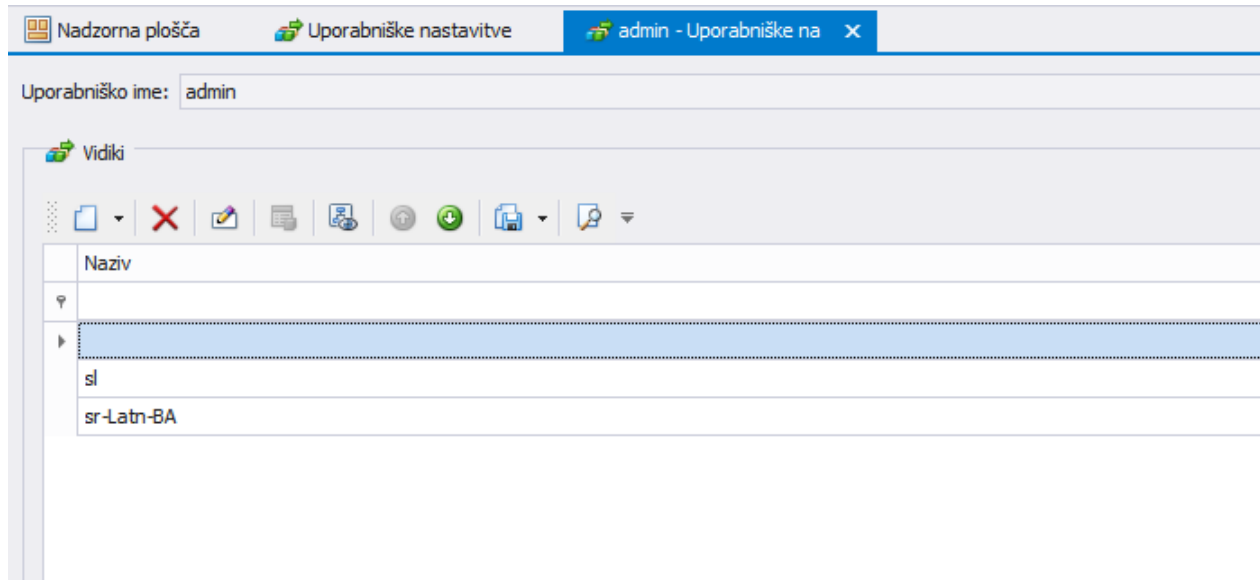 Nadzorna plošča Uporabniške nastavitve admin - Uporabniške na
Uporabniško ime: admin
Vidiki
Naziv
sl
sr-Latn-BA